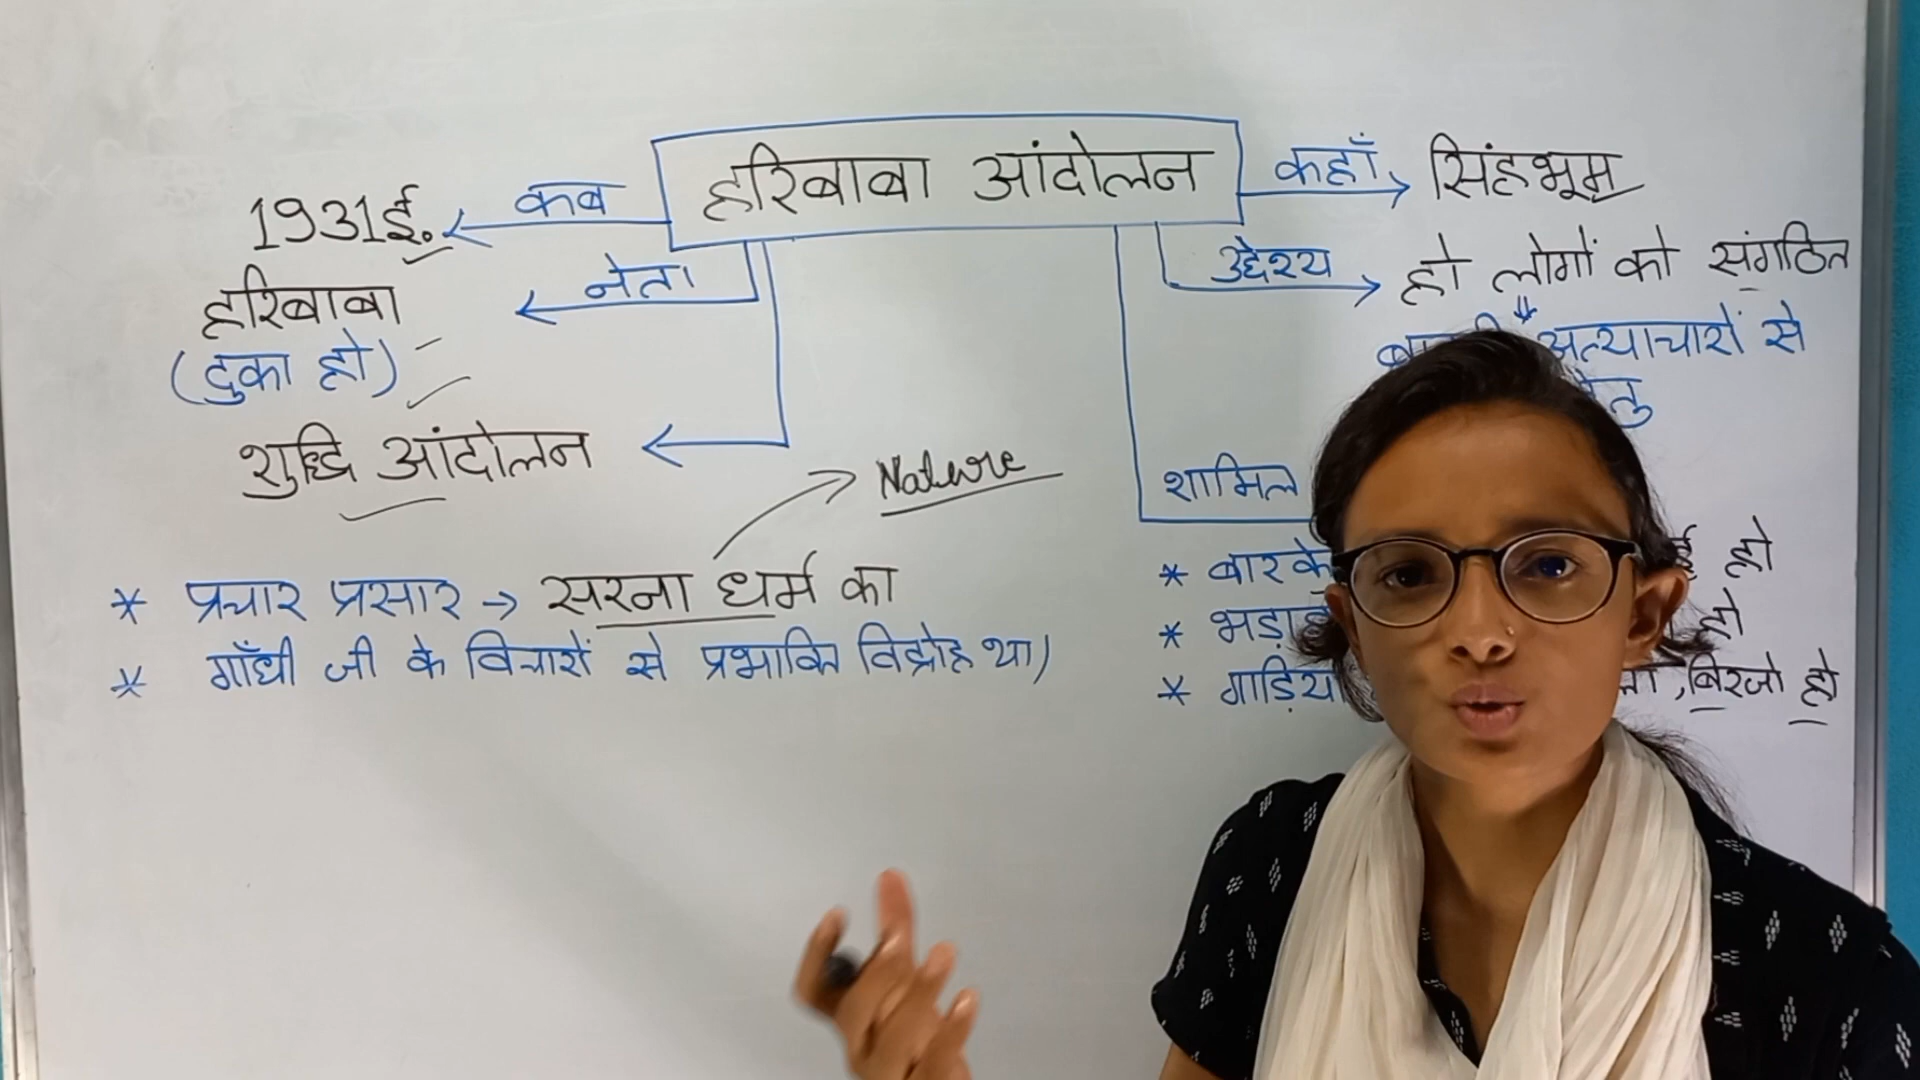 हरिबाबा आंदोलन
कब
1931ई.
नेता
हरिबाबा
(दुका हो)
शुद्धि आंदोलन
Nature
* प्रचार प्रसार → सरना धर्म का
* गाँधी जी के विचारों से प्रभावित विद्रोह था।
कहाँ
सिंहभूम
उद्देश्य
हो लोगों को संगठित
अत्याचारों से
शामिल
* हो
* हो
* बिरजो हो